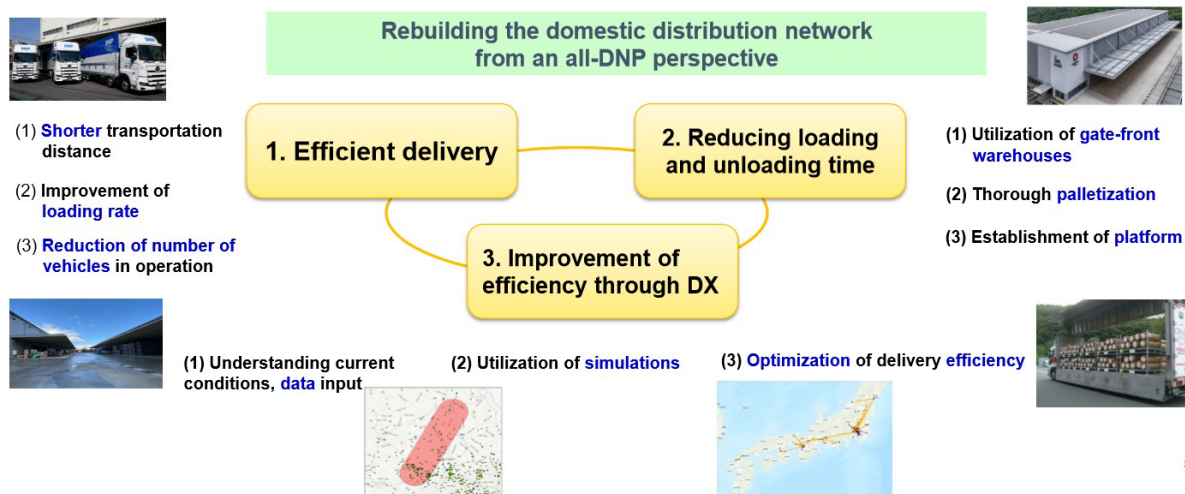 Rebuilding the domestic distribution network
from an all-DNP perspective
(1) Shorter transportation
distance
(2) Improvement of
loading rate
(3) Reduction of number of
vehicles in operation
1. Efficient delivery
2. Reducing loading
and unloading time
3. Improvement of
efficiency through DX
(1) Utilization of gate-front
warehouses
(2) Thorough palletization
(3) Establishment of platform
(1) Understanding current
conditions, data input
(2) Utilization of simulations
(3) Optimization of delivery efficiency